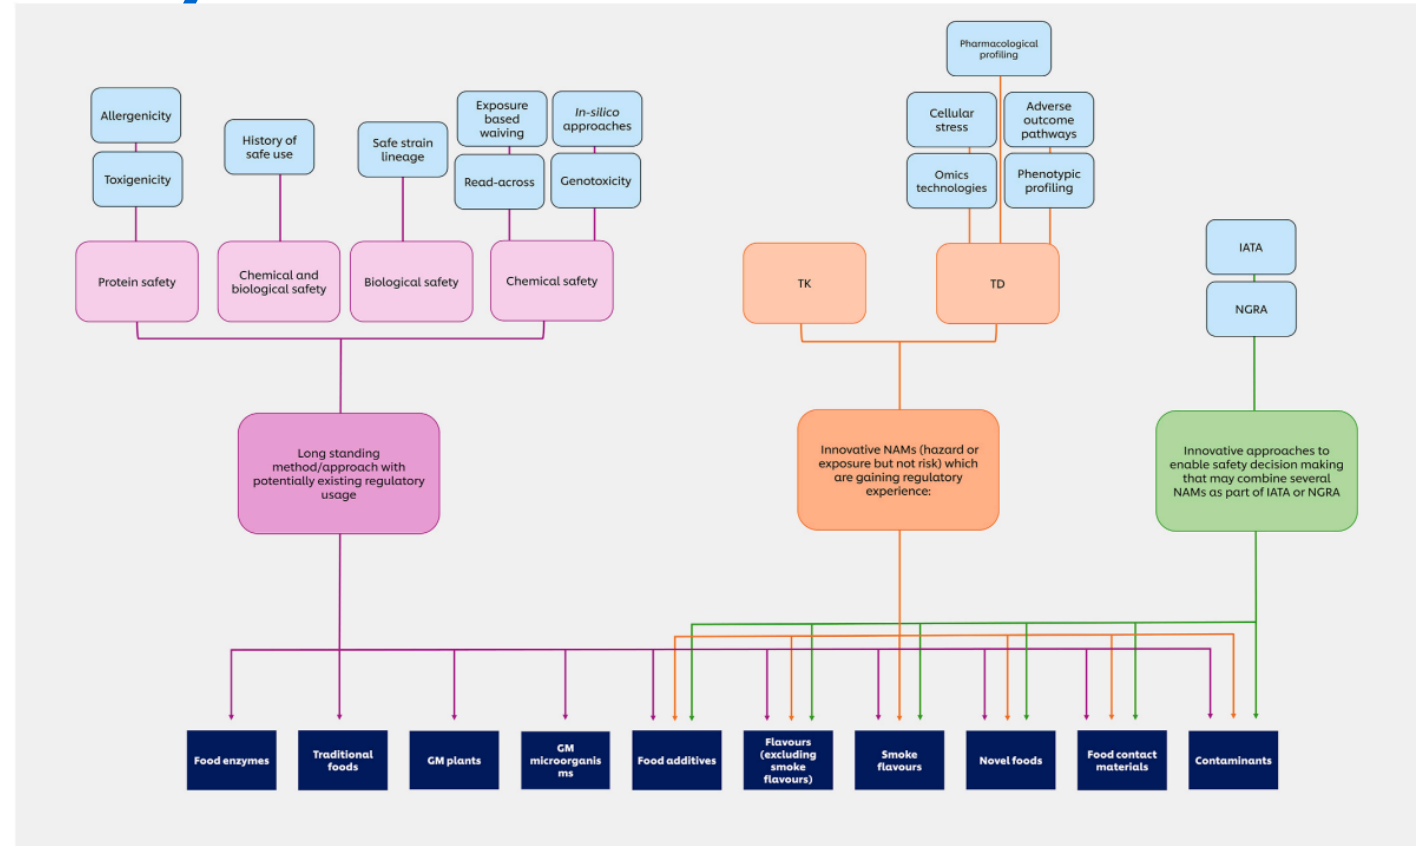 Pharmacological
profiling
Allergenicity
Exposure
based
waiving
In-silico
approaches
Cellular
stress
Adverse
outcome
pathways
History of
safe use
Safe strain
lineage
Toxigenicity
Read-across
Genotoxicity
Omics
technologies
Phenotypic
profiling
IATA
NGRA
Protein safety
Chemical and
biological safety
Biological safety
Chemical safety
TK
TD
Long standing
method/approach with
potentially existing regulatory
usage
Innovative NAMs (hazard or
exposure but not risk) which
are gaining regulatory
experience:
Innovative approaches to
enable safety decision making
that may combine several
NAMs as part of IATA or NGRA
Food enzymes
Traditional
foods
GM plants
GM
microorganis
ms
Food additives
Flavours
(excluding
smoke
flavours)
Smoke
flavours
Novel foods
Food contact
materials
Contaminants